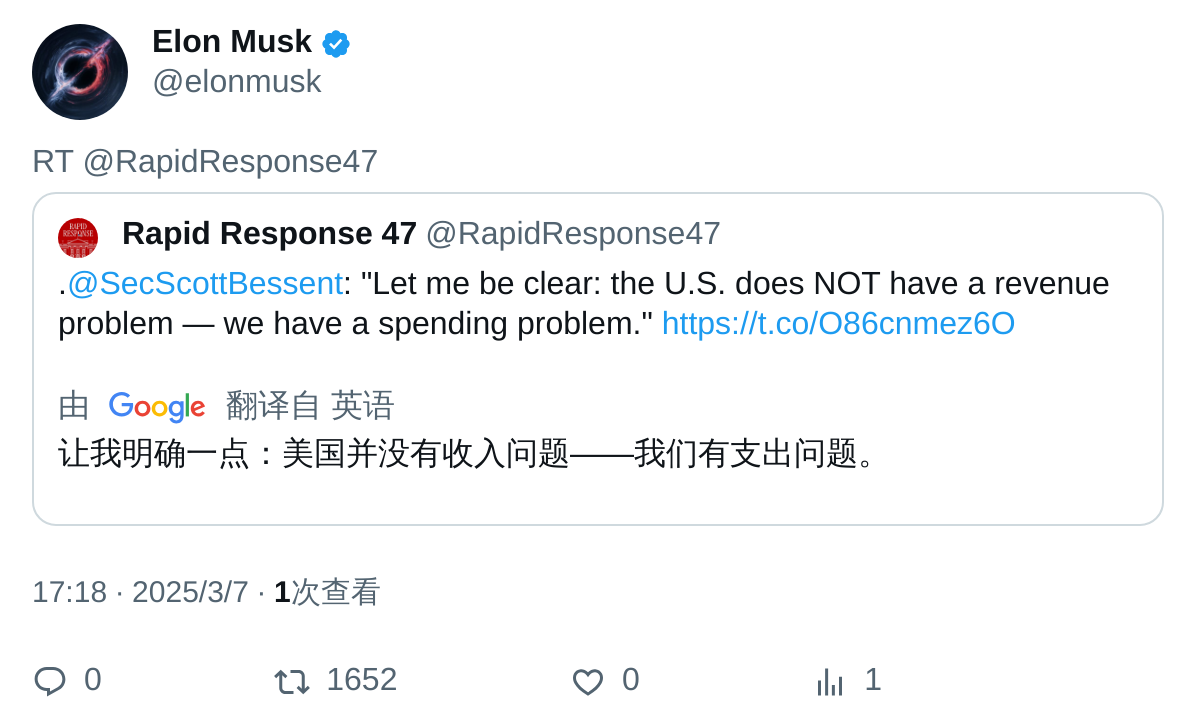 Elon Musk
@elonmusk
RT @RapidResponse47
RAPID
RESPONSE
Rapid Response 47 @RapidResponse47
.@SecScottBessent: "Let me be clear: the U.S. does NOT have a revenue
problem — we have a spending problem." https://t.co/O86cnmez6O
由 Google 翻译自 英语
让我明确一点：美国并没有收入问题——我们有支出问题。
17:18 · 2025/3/7 · 1次查看
0 1652 0 1